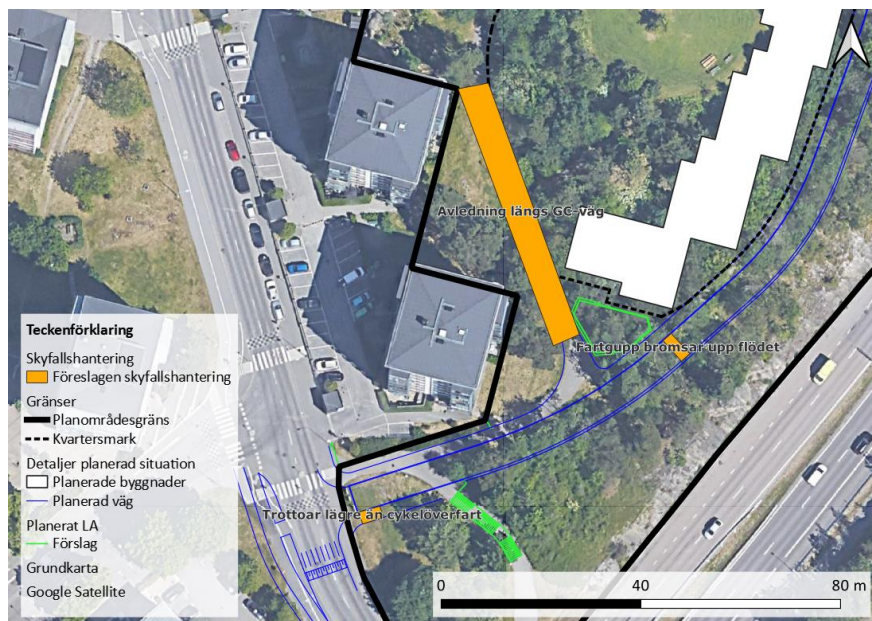 Avledning längs GC-väg
Fartgupp bromsar upp flödet
Trottoar lägre än cykelöverfart
Teckenförklaring
Skyfallshantering
Föreslagen skyfallshantering
Gränser
Planområdesgräns
Kvartersmark
Detaljer planerad situation
Planerade byggnader
Planerad väg
Planerat LA
Förslag
Grundkarta
Google Satellite
0 40 80 m